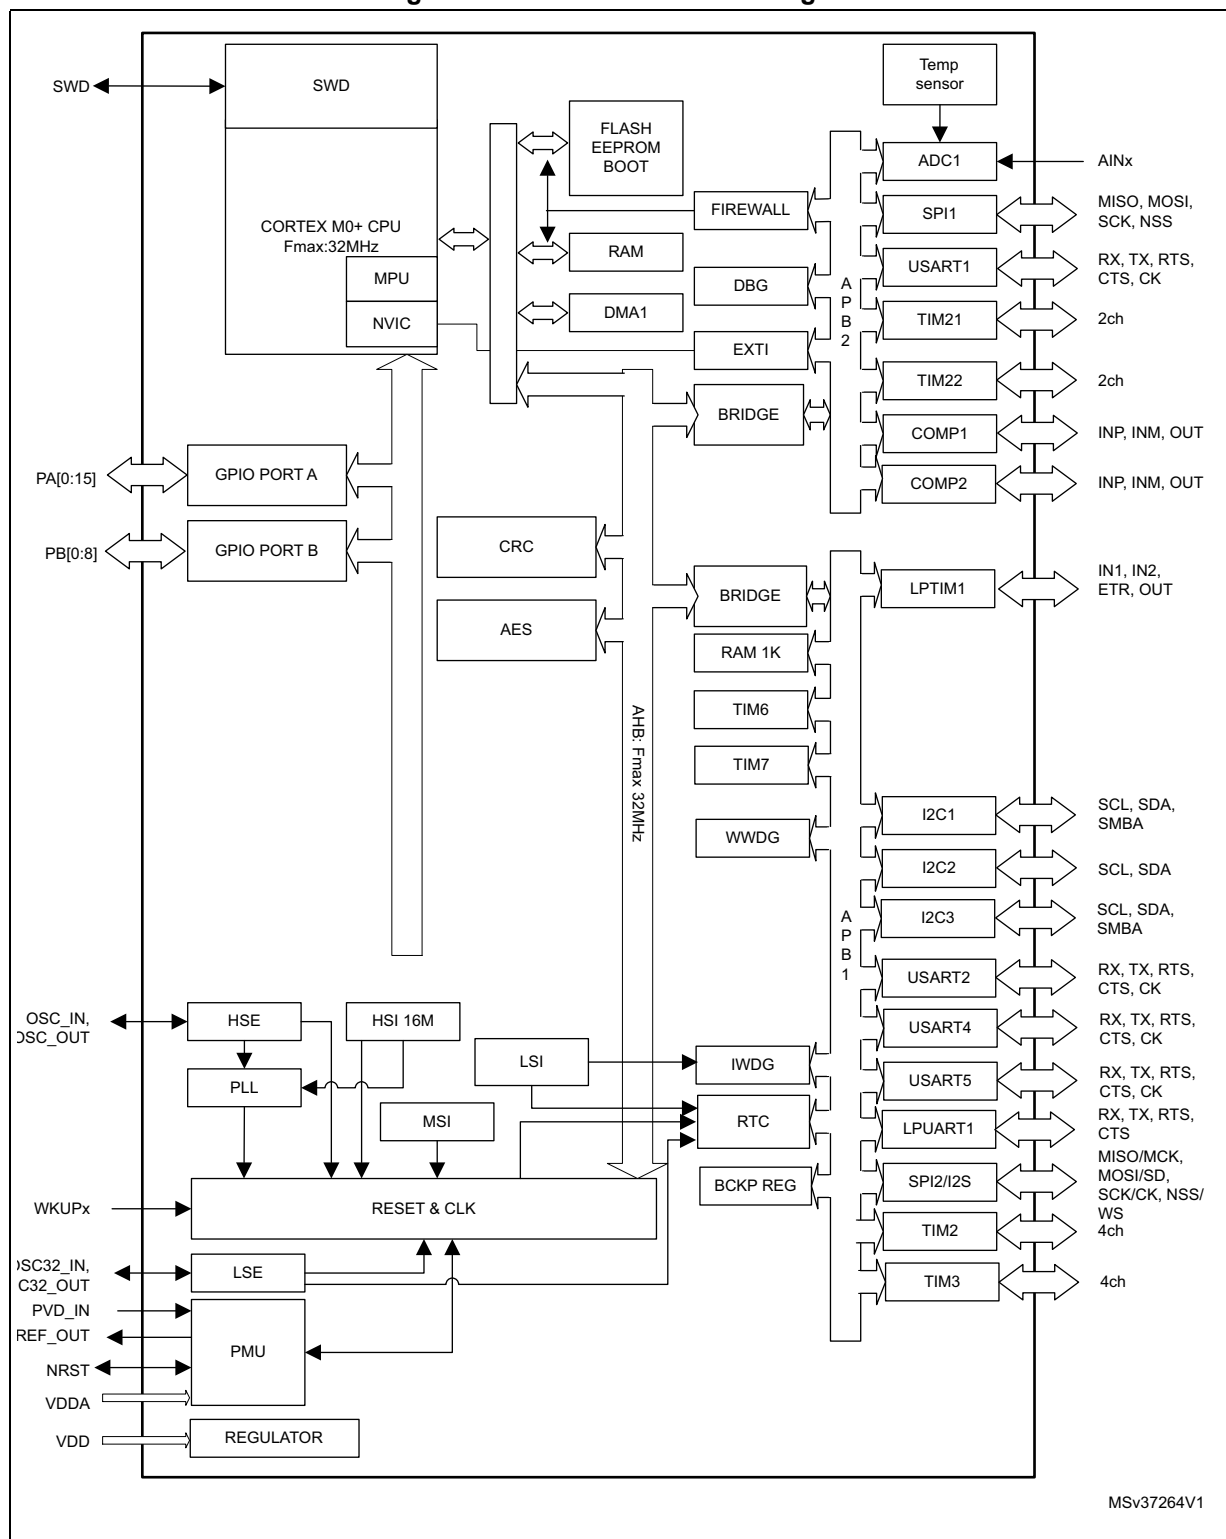 SWD
SWD
CORTEX M0+ CPU
Fmax:32MHz
MPU
NVIC
FLASH
EEPROM
BOOT
RAM
DMA1
FIREWALL
DBG
EXTI
BRIDGE
Temp
sensor
ADC1
AINx
SPI1
MISO, MOSI,
SCK, NSS
USART1
RX, TX, RTS,
CTS, CK
TIM21
2ch
TIM22
2ch
COMP1
INP, INM, OUT
COMP2
INP, INM, OUT
APB2
PA[0:15]
GPIO PORT A
PB[0:8]
GPIO PORT B
CRC
AES
AHB: Fmax 32MHz
BRIDGE
RAM 1K
TIM6
TIM7
WWDG
APB1
LPTIM1
IN1, IN2,
ETR, OUT
I2C1
SCL, SDA,
SMBA
I2C2
SCL, SDA
I2C3
SCL, SDA,
SMBA
USART2
RX, TX, RTS,
CTS, CK
USART4
RX, TX, RTS,
CTS, CK
USART5
RX, TX, RTS,
CTS, CK
LPUART1
RX, TX, RTS,
CTS
SPI2/I2S
MISO/MCK,
MOSI/SD,
SCK/CK, NSS/
WS
TIM2
4ch
TIM3
4ch
OSC_IN,
OSC_OUT
HSE
HSI 16M
PLL
LSI
MSI
IWDG
RTC
BCKP REG
WKUPx
RESET & CLK
OSC32_IN,
C32_OUT
LSE
PVD_IN
REF_OUT
NRST
VDDA
PMU
VDD
REGULATOR
MSv37264V1